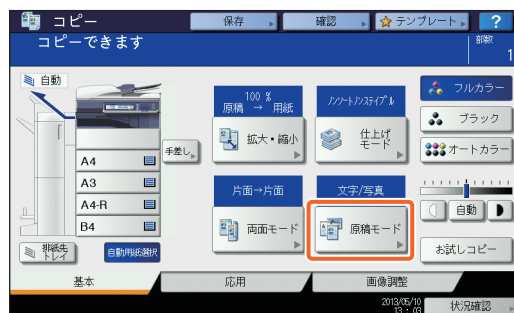 コピー
保存
確認
テンプレート
?
コピーできます
部数
1
自動
100 %
原稿 → 用紙
ノンソート/ノンステイプル
フルカラー
拡大・縮小
仕上げ
モード
ブラック
手差し
オートカラー
A4
A3
片面→片面
文字/写真
A4-R
自動
B4
両面モード
原稿モード
排紙先
トレイ
自動用紙選択
お試しコピー
基本
応用
画像調整
2013/05/10
13:03
状況確認